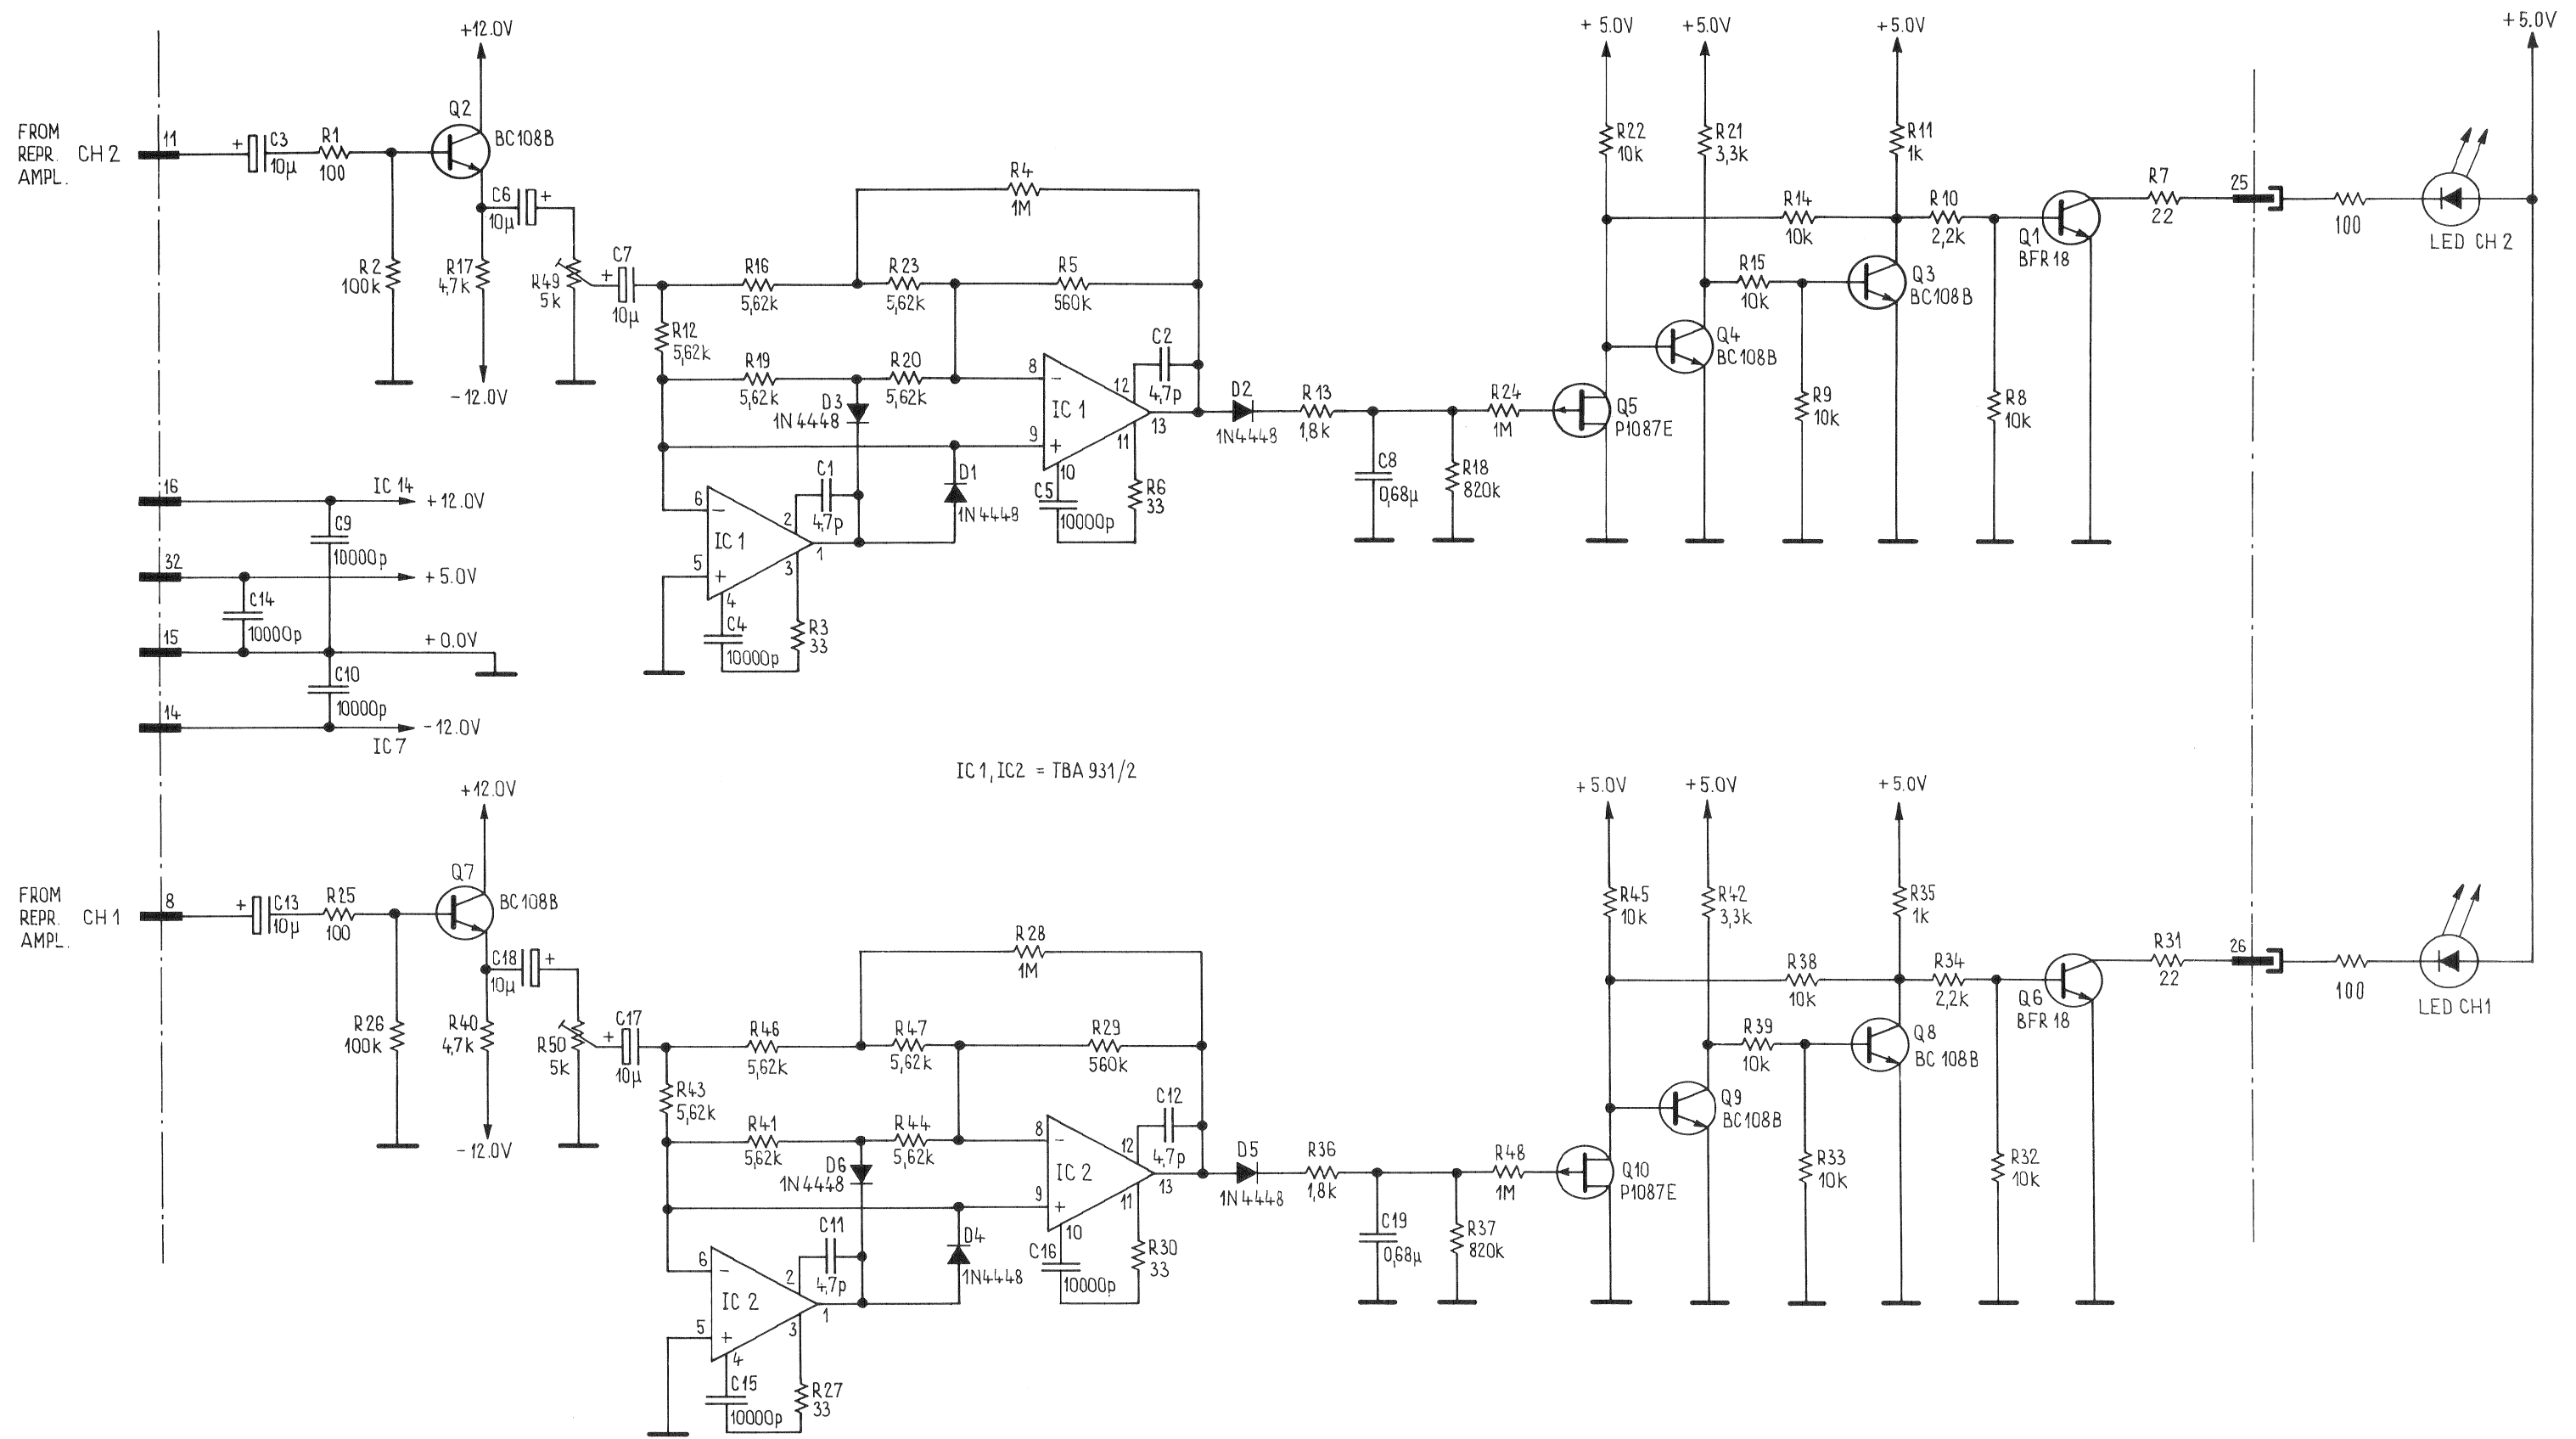 +12.0V
FROM
REPR.
AMPL.
CH2
11
+
C3
10µ
R1
100
Q2
BC108B
R2
100k
C6
+
10µ
R17
4,7k
-12.0V
R49
5k
C7
+
10µ
R16
5,62k
R4
1M
R23
5,62k
R5
560k
R12
5,62k
R19
5,62k
R20
5,62k
D3
1N4448
C1
4,7p
D1
1N4448
6
-
2
IC 1
1
5
+
3
4
C4
10000p
R3
33
8
-
12
C2
4,7p
IC 1
13
9
+
11
10
C5
10000p
R6
33
D2
1N4448
R13
1,8k
C8
0,68µ
R18
820k
R24
1M
Q5
P1087E
+ 5.0V
R22
10k
+5.0V
R21
3,3k
+5.0V
R11
1k
R14
10k
R10
2,2k
R15
10k
Q3
BC108B
Q4
BC108B
R9
10k
R8
10k
Q1
BFR18
R7
22
25
100
LED CH2
+5.0V
16
IC 14
+12.0V
C9
10000p
32
+5.0V
C14
10000p
15
+0.0V
C10
10000p
14
-12.0V
IC7
IC1, IC2 = TBA 931/2
+12.0V
FROM
REPR.
AMPL.
CH1
8
+
C13
10µ
R25
100
Q7
BC108B
R26
100k
C18
+
10µ
R40
4,7k
-12.0V
R50
5k
C17
+
10µ
R46
5,62k
R28
1M
R47
5,62k
R29
560k
R43
5,62k
R41
5,62k
R44
5,62k
D6
1N4448
C11
4,7p
D4
1N4448
6
-
2
IC 2
1
5
+
3
4
C15
10000p
R27
33
8
-
12
C12
4,7p
IC 2
13
9
+
11
10
C16
10000p
R30
33
D5
1N4448
R36
1,8k
C19
0,68µ
R37
820k
R48
1M
Q10
P1087E
+5.0V
R45
10k
+5.0V
R42
3,3k
+5.0V
R35
1k
R38
10k
R34
2,2k
R39
10k
Q8
BC 108B
Q9
BC108B
R33
10k
R32
10k
Q6
BFR18
R31
22
26
100
LED CH1